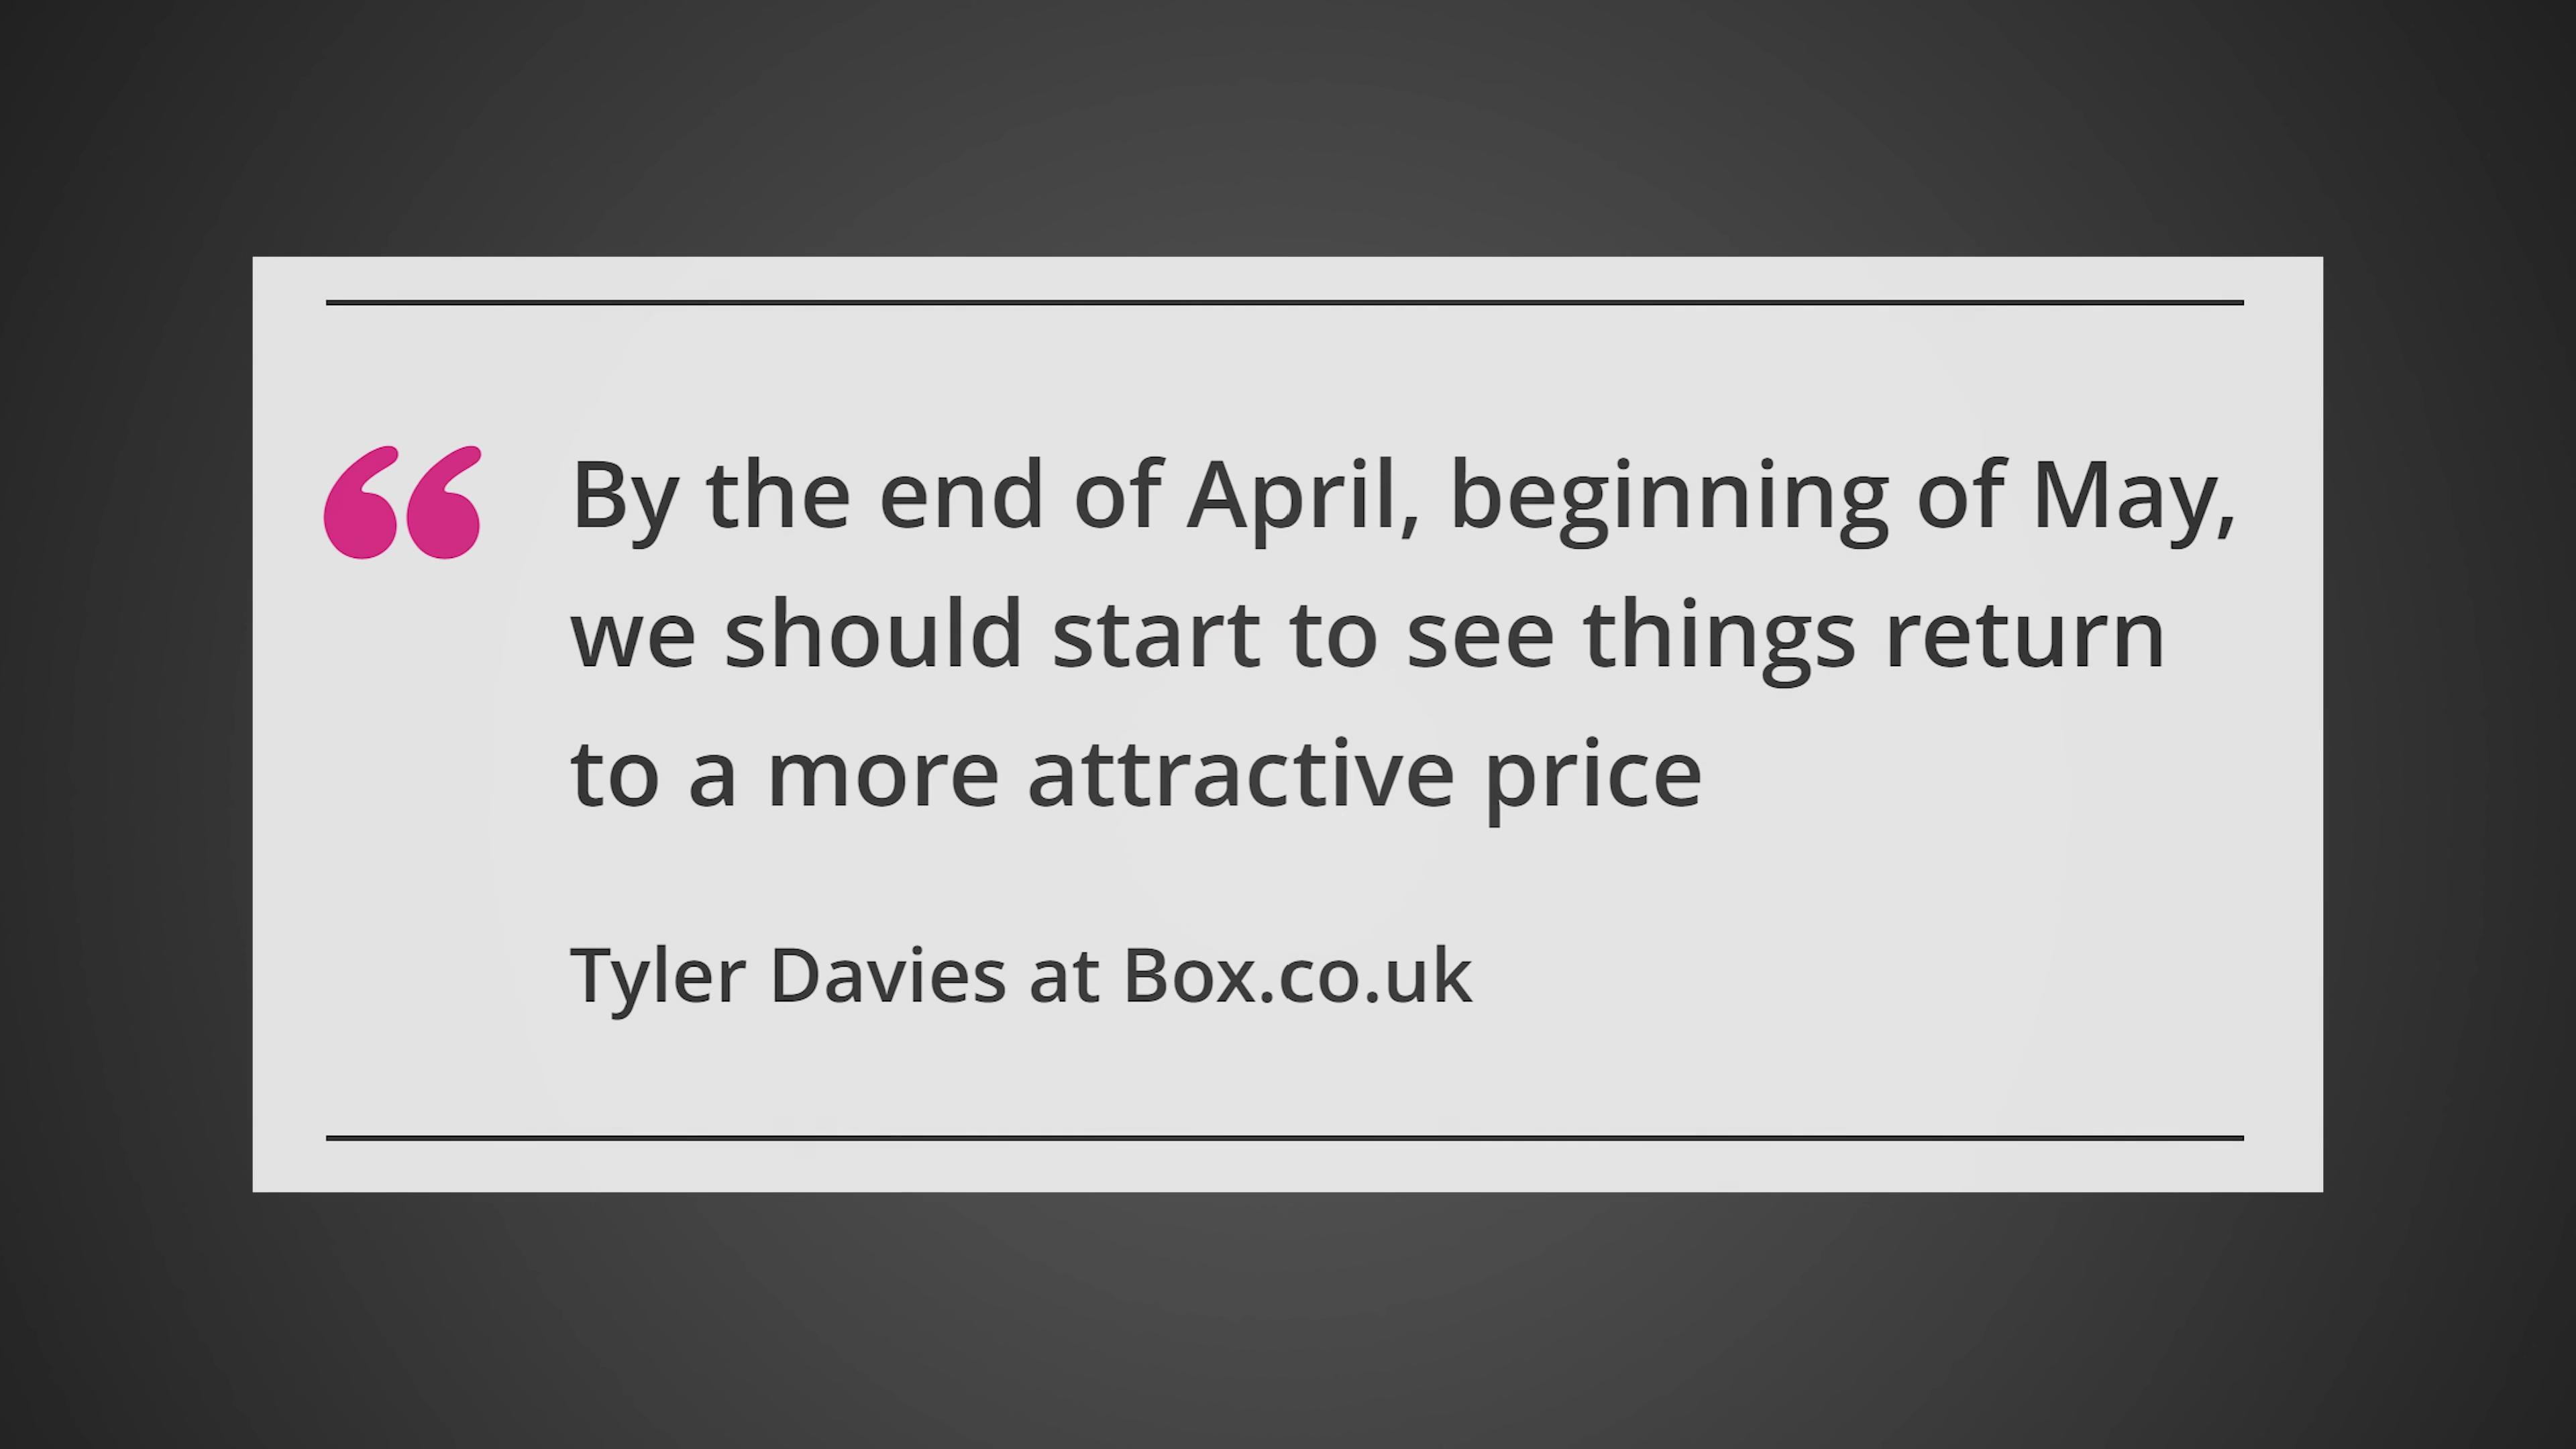 “ By the end of April, beginning of May,
we should start to see things return
to a more attractive price
Tyler Davies at Box.co.uk